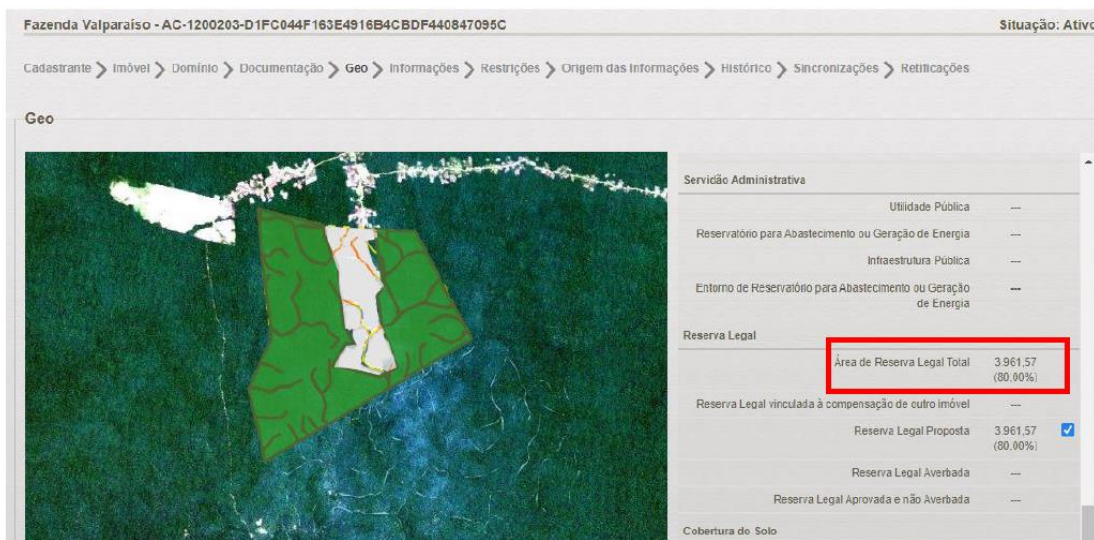 Fazenda Valparaíso - AC-1200203-D1FC044F163E4916B4CBDF440847095C
Situação: Ativo
Cadastrante > Imóvel > Domínio > Documentação > Geo > Informações > Restrições > Origem das Informações > Histórico > Sincronizações > Retificações
Geo
Servidão Administrativa
Utilidade Pública ---
Reservatório para Abastecimento ou Geração de Energia ---
Infraestrutura Pública ---
Entorno de Reservatório para Abastecimento ou Geração ---
de Energia
Reserva Legal
Área de Reserva Legal Total 3.961,57
(80,00%)
Reserva Legal vinculada à compensação de outro imóvel ---
Reserva Legal Proposta 3.961,57
(80,00%)
Reserva Legal Averbada ---
Reserva Legal Aprovada e não Averbada ---
Cobertura do Solo